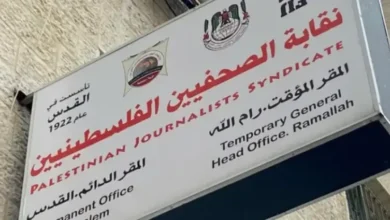 تأسست في
القدس
عام 1922
نقابة الصحفيين الفلسطينيين
PALESTINIAN JOURNALISTS SYNDICATE
المقر المؤقت. رام الله
Temporary General
Head Office. Ramallah
المقر الدائم.القدس
Office